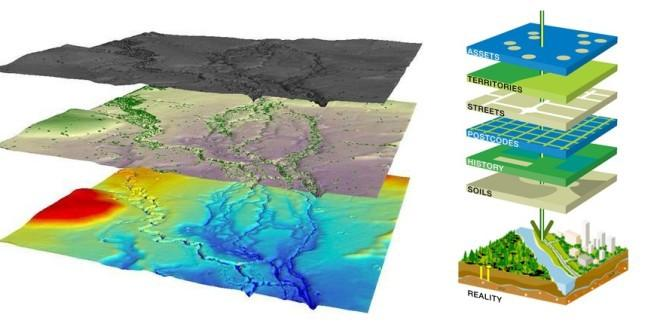 ASSETS
TERRITORIES
STREETS
POSTCODES
HISTORY
SOILS
REALITY